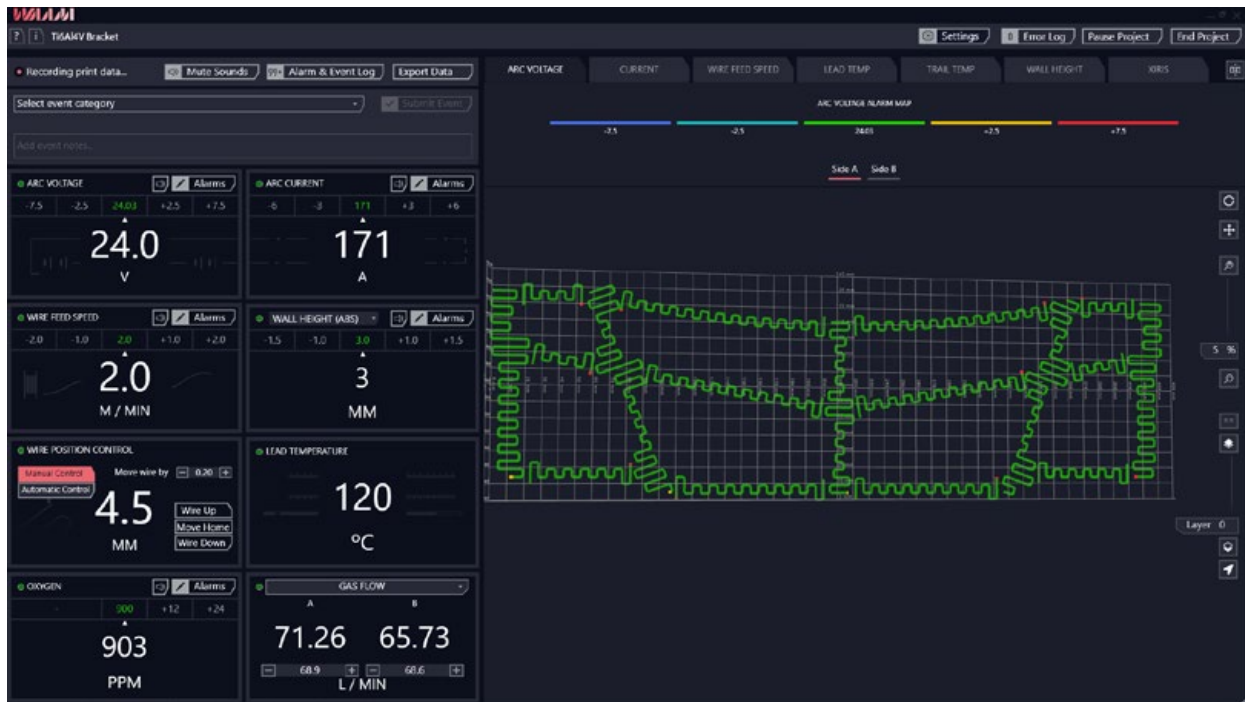 WAAM
? i Ti6Al4V Bracket
Settings 0 Error Log Pause Project End Project
Recording print data... Mute Sounds 99+ Alarm & Event Log Export Data
Select event category Submit Event
Add event notes...
ARC VOLTAGE CURRENT WIRE FEED SPEED LEAD TEMP TRAIL TEMP WALL HEIGHT XIRIS
ARC VOLTAGE ALARM MAP
-7.5 -2.5 24.03 +2.5 +7.5
Side A Side B
ARC VOLTAGE Alarms
-7.5 -2.5 24.03 +2.5 +7.5
24.0
V
ARC CURRENT Alarms
-6 -3 171 +3 +6
171
A
WIRE FEED SPEED Alarms
-2.0 -1.0 2.0 +1.0 +2.0
2.0
M / MIN
WALL HEIGHT (ABS) Alarms
-1.5 -1.0 3.0 +1.0 +1.5
3
MM
WIRE POSITION CONTROL
Manual Control Move wire by 0.20
Automatic Control
4.5
MM
Wire Up
Move Home
Wire Down
LEAD TEMPERATURE
120
°C
OXYGEN Alarms
- 900 +12 +24
903
PPM
GAS FLOW
A B
71.26 65.73
68.9 68.6
L / MIN
5 %
Layer 0